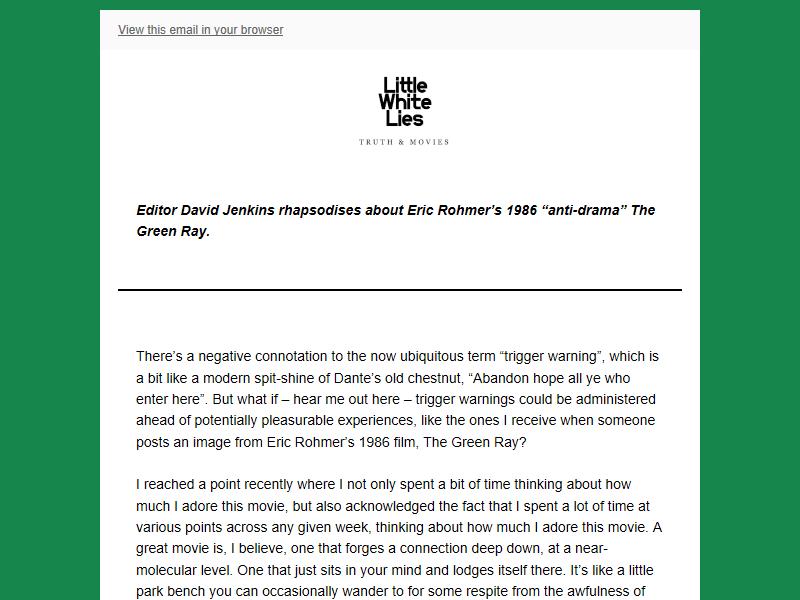 View this email in your browser
Little
White
Lies
TRUTH & MOVIES
Editor David Jenkins rhapsodises about Eric Rohmer’s 1986 “anti-drama” The
Green Ray.
There’s a negative connotation to the now ubiquitous term “trigger warning”, which is
a bit like a modern spit-shine of Dante’s old chestnut, “Abandon hope all ye who
enter here”. But what if – hear me out here – trigger warnings could be administered
ahead of potentially pleasurable experiences, like the ones I receive when someone
posts an image from Eric Rohmer’s 1986 film, The Green Ray?
I reached a point recently where I not only spent a bit of time thinking about how
much I adore this movie, but also acknowledged the fact that I spent a lot of time at
various points across any given week, thinking about how much I adore this movie. A
great movie is, I believe, one that forges a connection deep down, at a near-
molecular level. One that just sits in your mind and lodges itself there. It’s like a little
park bench you can occasionally wander to for some respite from the awfulness of